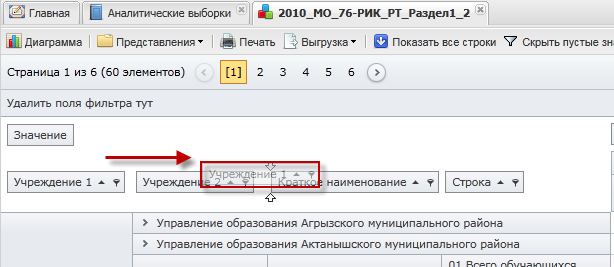 Главная Аналитические выборки 2010_МО_76-РИК_РТ_Раздел1_2
Диаграмма Представления Печать Выгрузка Показать все строки Скрыть пустые
Страница 1 из 6 (60 элементов) [1] 2 3 4 5 6
Удалить поля фильтра тут
Значение
Учреждение 1
Учреждение 1 Учреждение 2 Краткое наименование Строка
Управление образования Агрызского муниципального района
Управление образования Актанышского муниципального района
01 Всего обучающихся